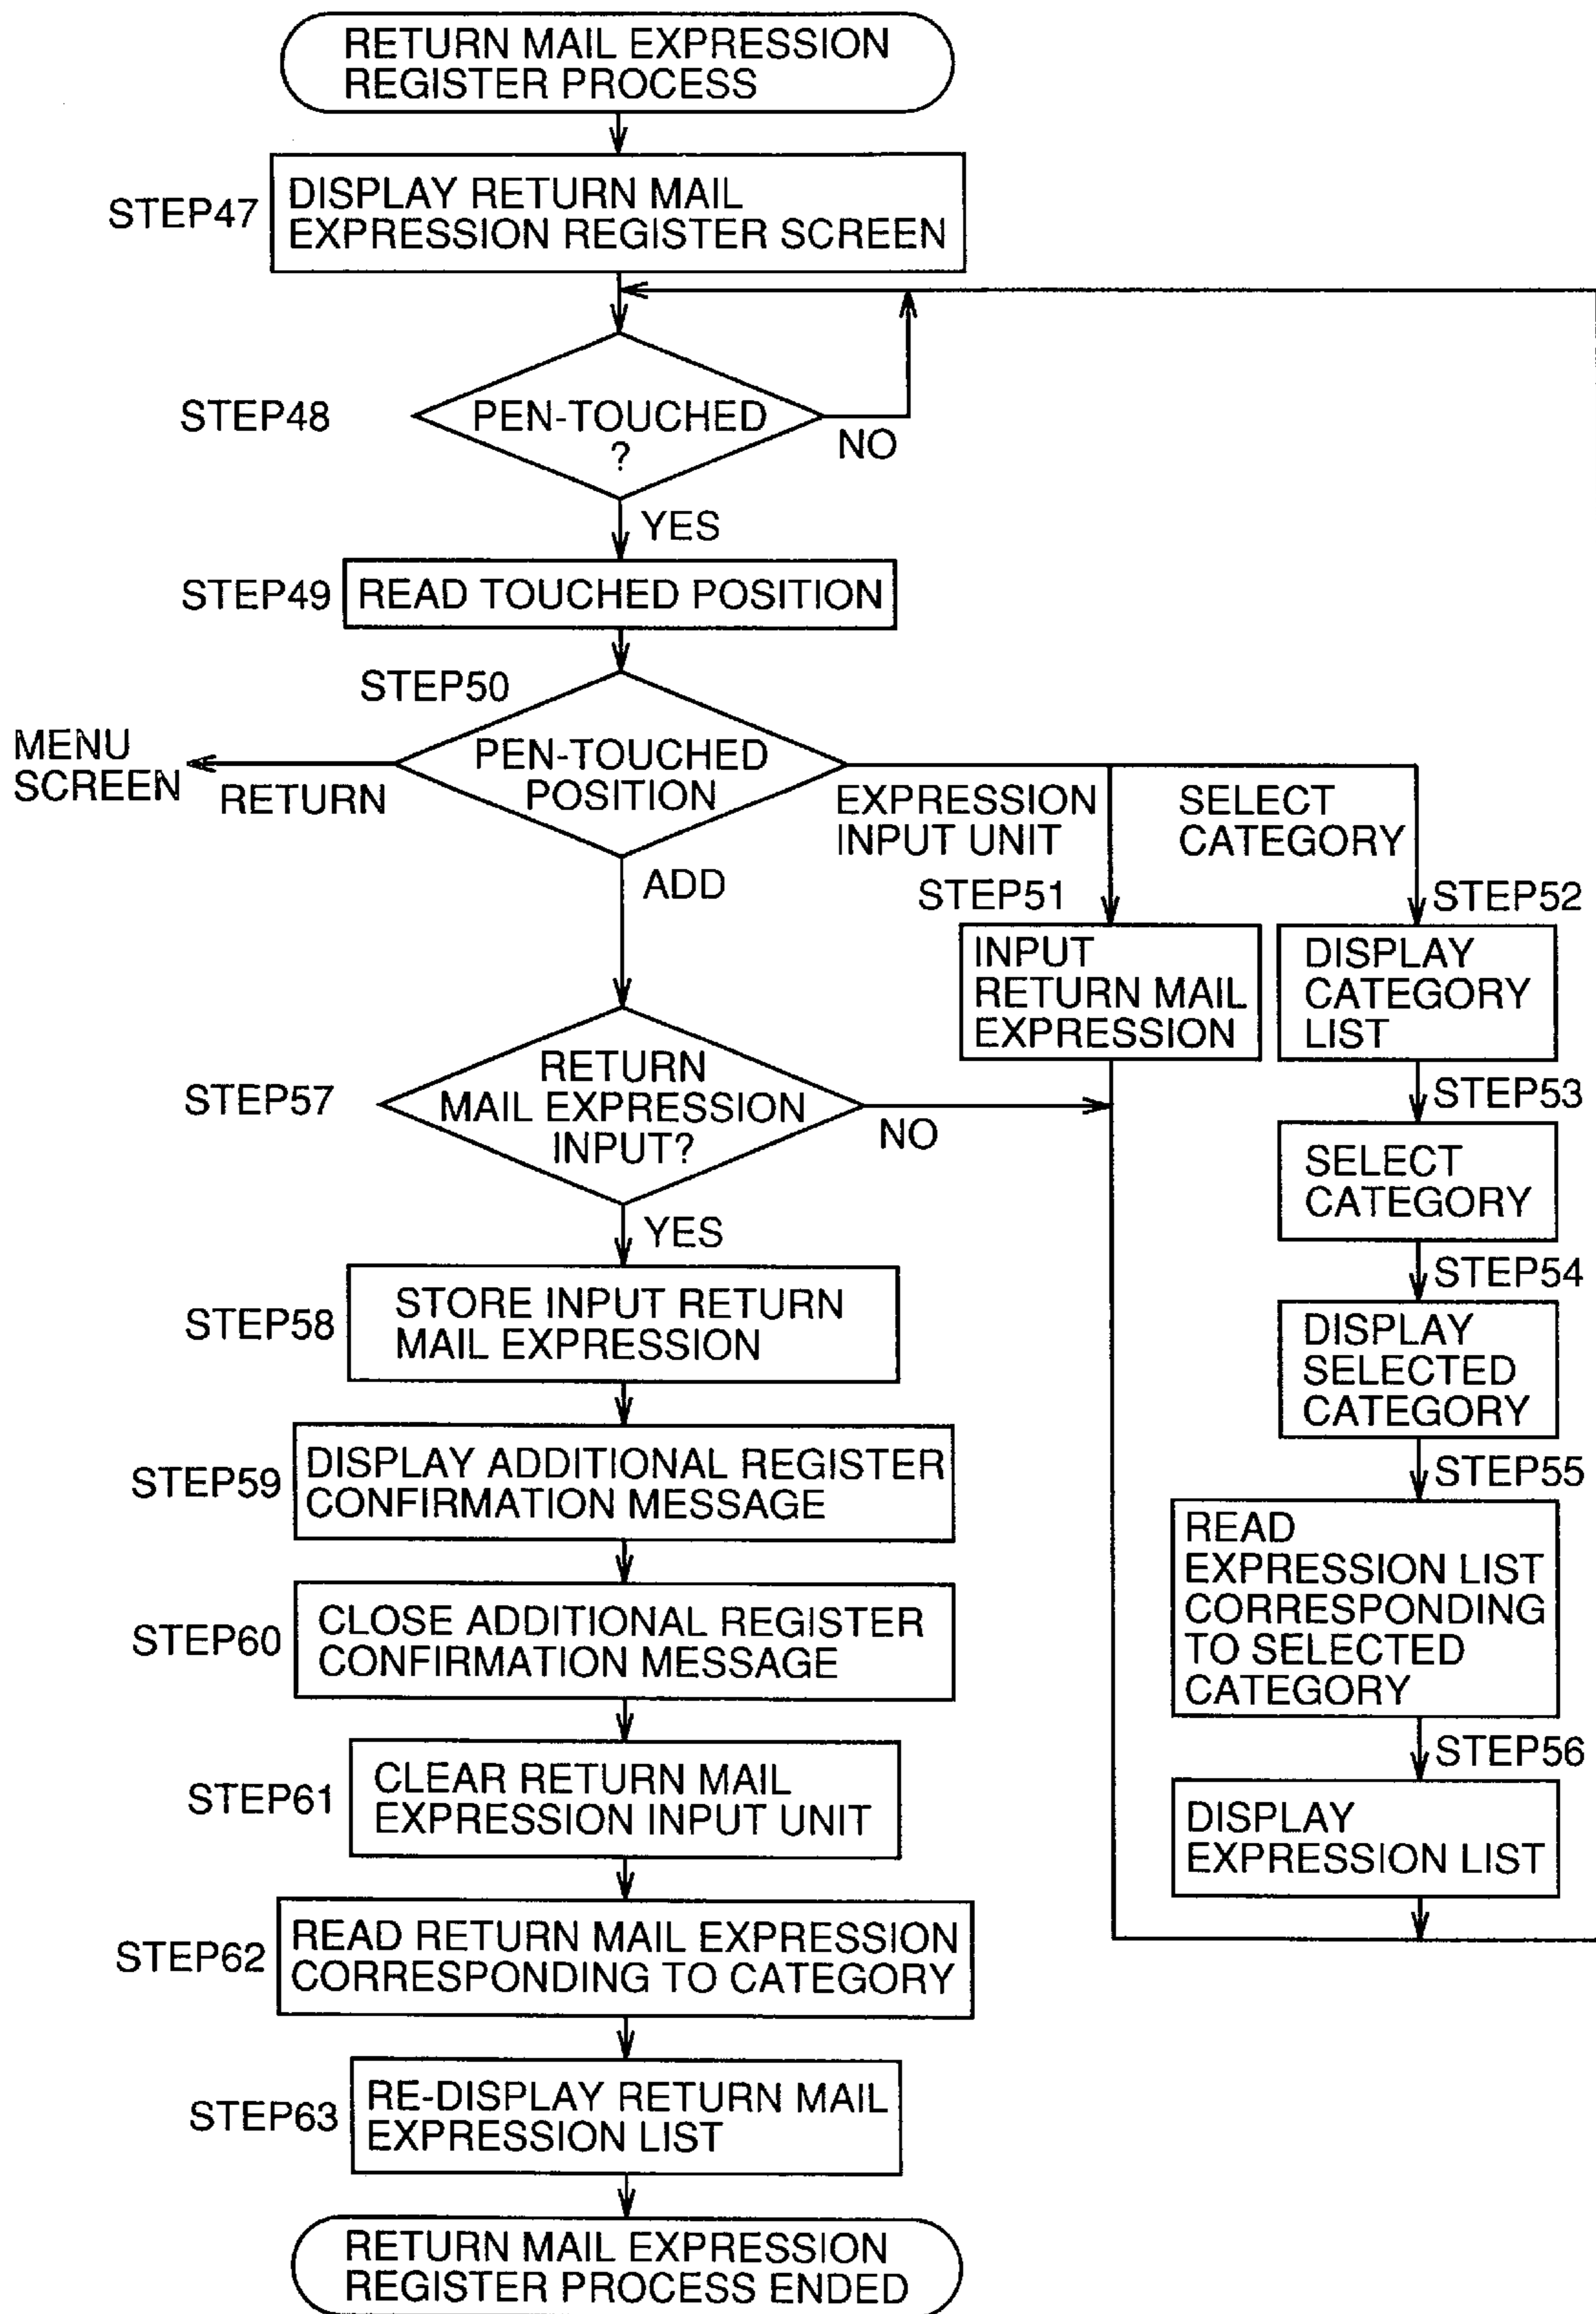 RETURN MAIL EXPRESSION
REGISTER PROCESS
STEP47
DISPLAY RETURN MAIL
EXPRESSION REGISTER SCREEN
STEP48
PEN-TOUCHED
?
NO
YES
STEP49
READ TOUCHED POSITION
STEP50
PEN-TOUCHED
POSITION
MENU
SCREEN
RETURN
EXPRESSION
INPUT UNIT
SELECT
CATEGORY
ADD
STEP51
INPUT
RETURN MAIL
EXPRESSION
STEP52
DISPLAY
CATEGORY
LIST
STEP53
SELECT
CATEGORY
STEP54
DISPLAY
SELECTED
CATEGORY
STEP55
READ
EXPRESSION LIST
CORRESPONDING
TO SELECTED
CATEGORY
STEP56
DISPLAY
EXPRESSION LIST
STEP57
RETURN
MAIL EXPRESSION
INPUT?
NO
YES
STEP58
STORE INPUT RETURN
MAIL EXPRESSION
STEP59
DISPLAY ADDITIONAL REGISTER
CONFIRMATION MESSAGE
STEP60
CLOSE ADDITIONAL REGISTER
CONFIRMATION MESSAGE
STEP61
CLEAR RETURN MAIL
EXPRESSION INPUT UNIT
STEP62
READ RETURN MAIL EXPRESSION
CORRESPONDING TO CATEGORY
STEP63
RE-DISPLAY RETURN MAIL
EXPRESSION LIST
RETURN MAIL EXPRESSION
REGISTER PROCESS ENDED